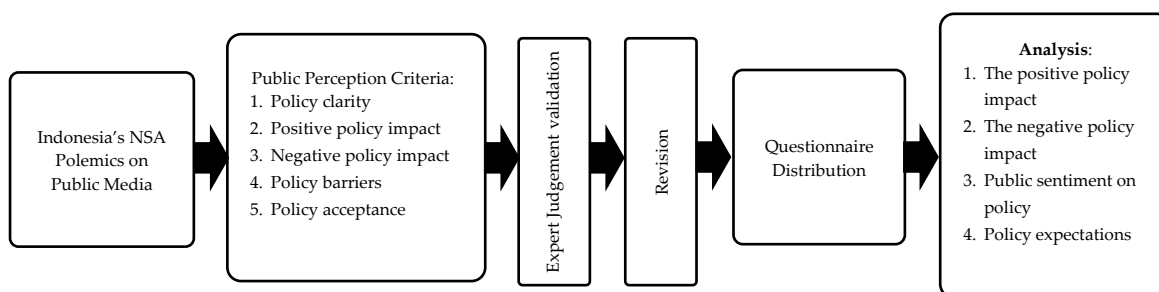 Indonesia's NSA
Polemics on
Public Media
Public Perception Criteria:
1. Policy clarity
2. Positive policy impact
3. Negative policy impact
4. Policy barriers
5. Policy acceptance
Expert Judgement validation
Revision
Questionnaire
Distribution
Analysis:
1. The positive policy
impact
2. The negative policy
impact
3. Public sentiment on
policy
4. Policy expectations